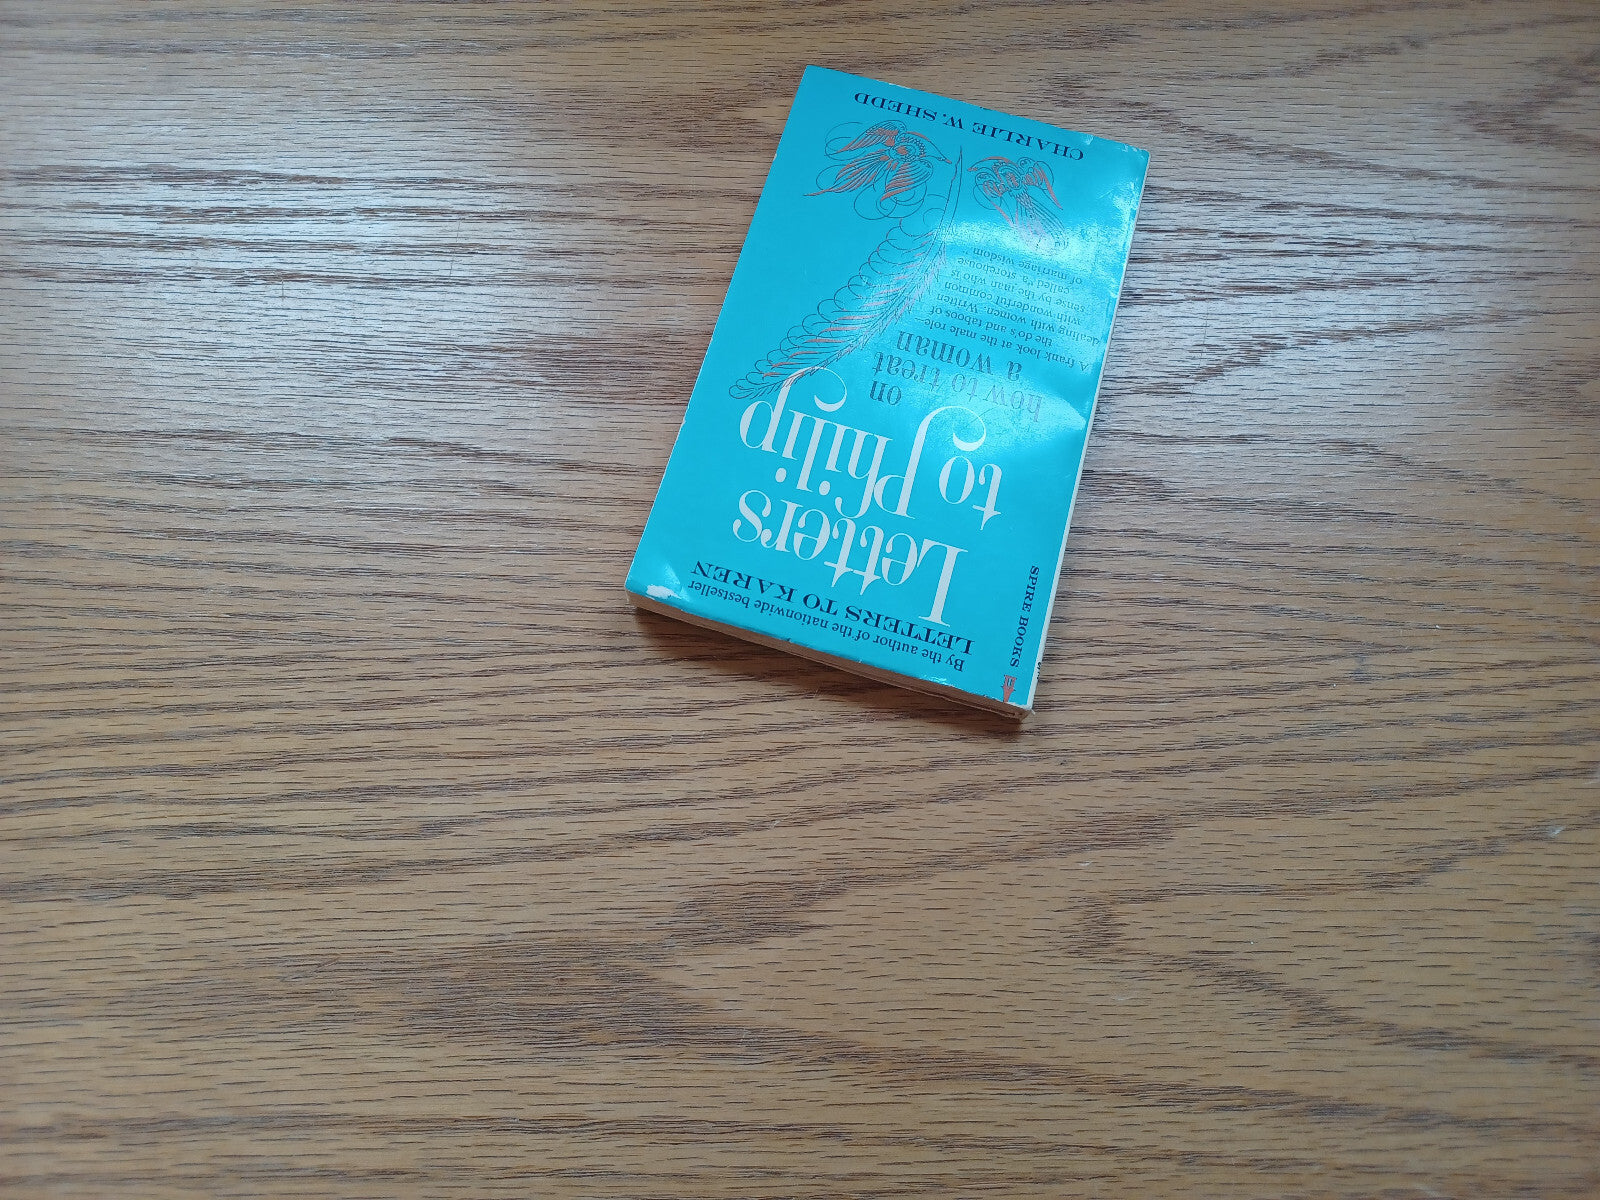 SPIRE BOOKS
By the author of the nationwide bestseller
LETTERS TO KAREN
Letters
to Philip
on
how to treat
a woman
A frank look at the male role–
the do's and taboos of
dealing with women. Written
with wonderful common
sense by the man who is
called "a storehouse
of marriage wisdom"
CHARLIE W. SHEDD